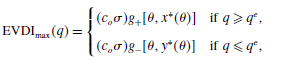 EVDI_max (q) = { (c_o σ)g_+[θ, x*(θ)] if q ⩾ q^e,
(c_o σ)g_−[θ, y*(θ)] if q ⩽ q^e,